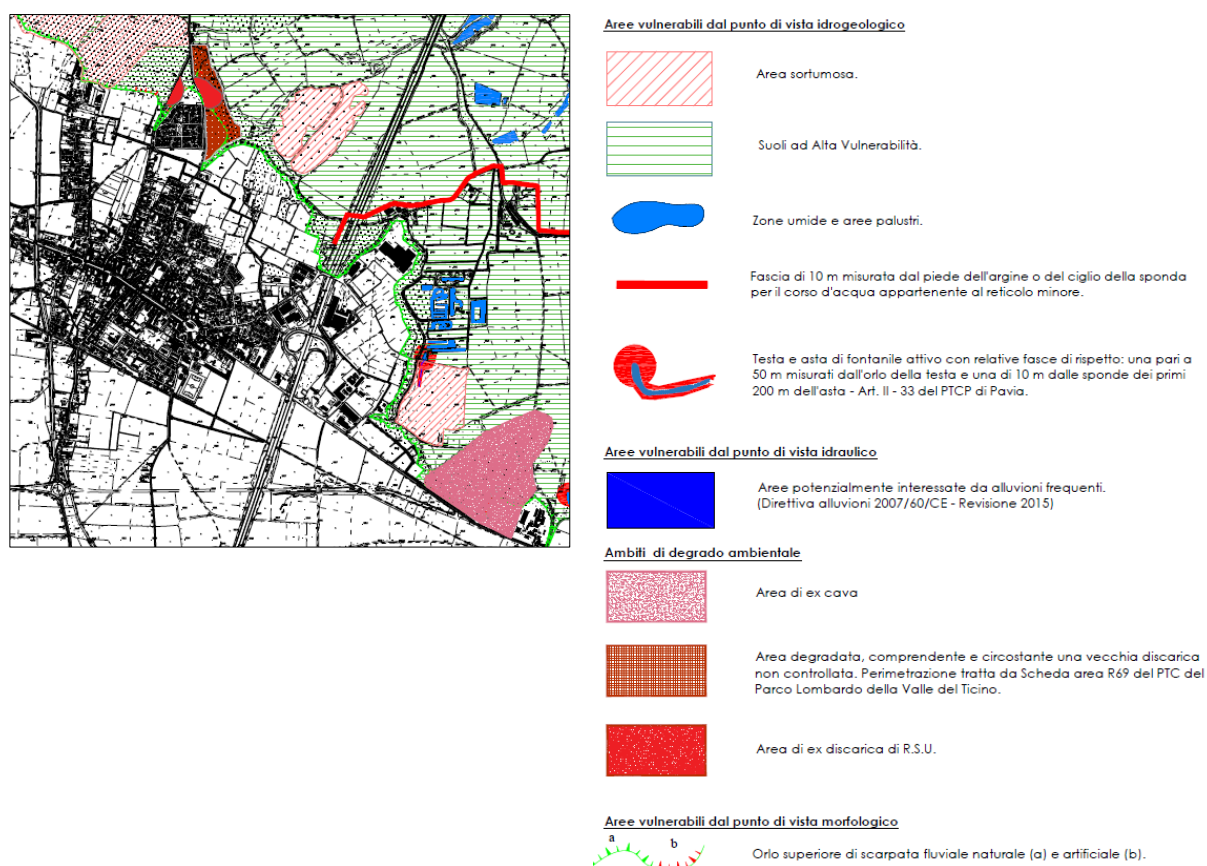 Aree vulnerabili dal punto di vista idrogeologico
Area sortumosa.
Suoli ad Alta Vulnerabilità.
Zone umide e aree palustri.
Fascia di 10 m misurata dal piede dell'argine o del ciglio della sponda
per il corso d'acqua appartenente al reticolo minore.
Testa e asta di fontanile attivo con relative fasce di rispetto: una pari a
50 m misurati dall'orlo della testa e una di 10 m dalle sponde dei primi
200 m dell'asta - Art. II - 33 del PTCP di Pavia.
Aree vulnerabili dal punto di vista idraulico
Aree potenzialmente interessate da alluvioni frequenti.
(Direttiva alluvioni 2007/60/CE - Revisione 2015)
Ambiti di degrado ambientale
Area di ex cava
Area degradata, comprendente e circostante una vecchia discarica
non controllata. Perimetrazione tratta da Scheda area R69 del PTC del
Parco Lombardo della Valle del Ticino.
Area di ex discarica di R.S.U.
Aree vulnerabili dal punto di vista morfologico
a b
Orlo superiore di scarpata fluviale naturale (a) e artificiale (b).